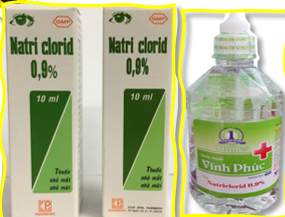 GMP
Natri clorid
0,9%
10 ml
Thuốc
nhỏ mắt
nhỏ mũi
GMP
Natri clorid
0,9%
10 ml
Thuốc
nhỏ mắt
nhỏ mũi
Vĩnh Phúc
Natriclorid 0.9%